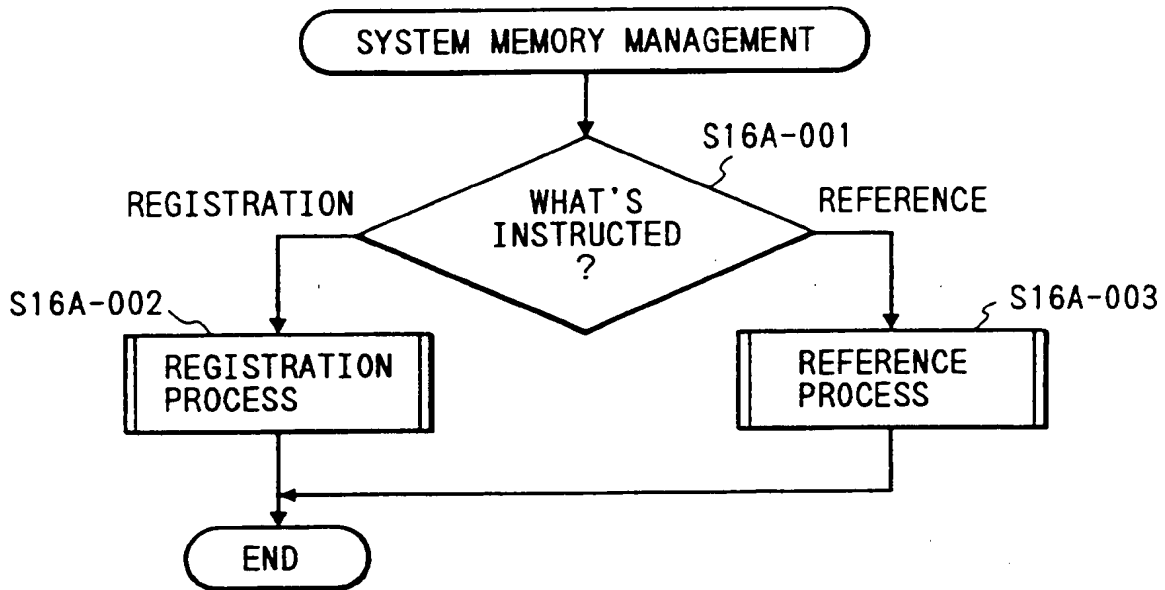 SYSTEM MEMORY MANAGEMENT
S16A-001
REGISTRATION
WHAT'S
INSTRUCTED
?
REFERENCE
S16A-002
S16A-003
REGISTRATION
PROCESS
REFERENCE
PROCESS
END